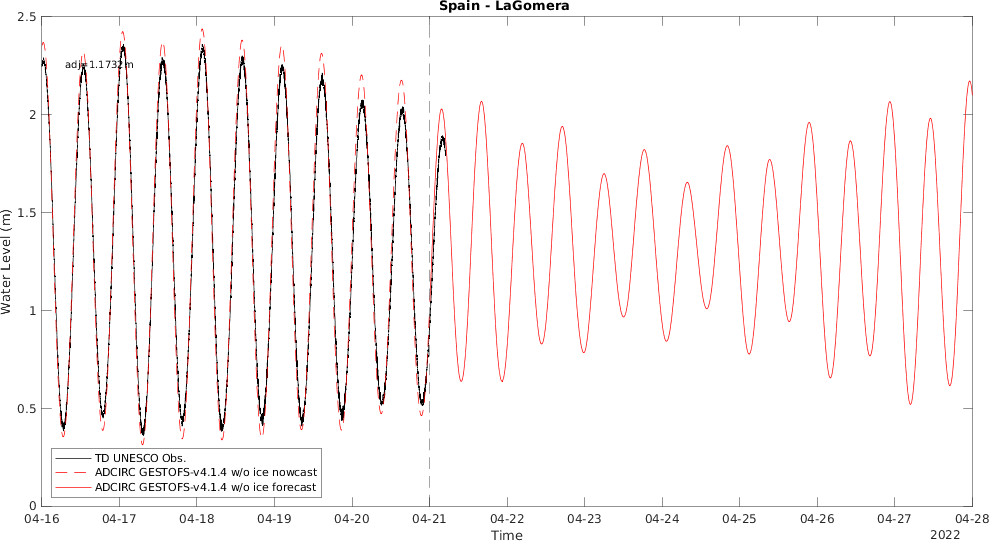 Spain - LaGomera
2.5
adj=1.1732m
2
1.5
Water Level (m)
1
0.5
TD UNESCO Obs.
ADCIRC GESTOFS-v4.1.4 w/o ice nowcast
ADCIRC GESTOFS-v4.1.4 w/o ice forecast
0
04-16 04-17 04-18 04-19 04-20 04-21 04-22 04-23 04-24 04-25 04-26 04-27 04-28
Time
2022